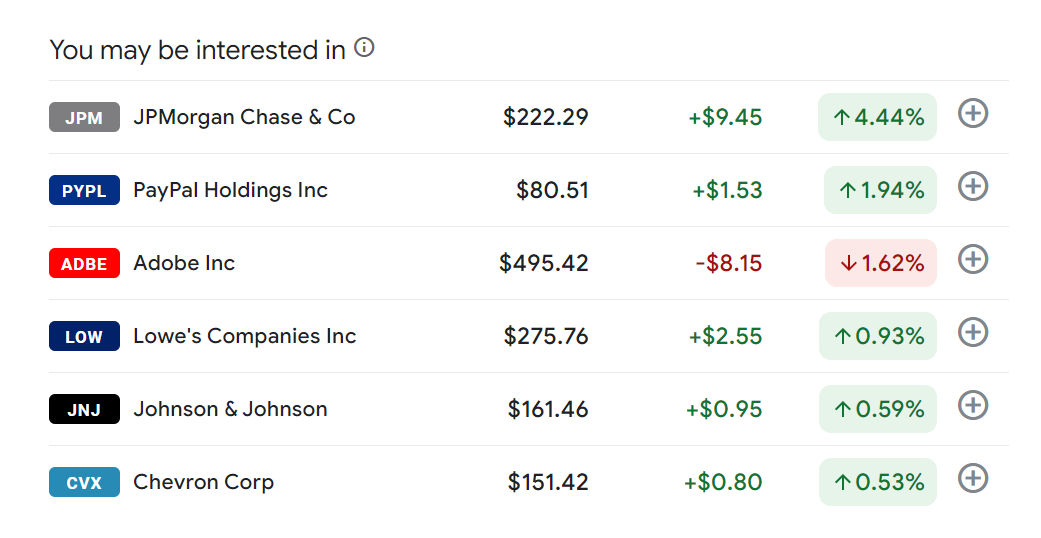 You may be interested in
JPM JPMorgan Chase & Co $222.29 +$9.45 ↑4.44%
PYPL PayPal Holdings Inc $80.51 +$1.53 ↑1.94%
ADBE Adobe Inc $495.42 -$8.15 ↓1.62%
LOW Lowe's Companies Inc $275.76 +$2.55 ↑0.93%
JNJ Johnson & Johnson $161.46 +$0.95 ↑0.59%
CVX Chevron Corp $151.42 +$0.80 ↑0.53%